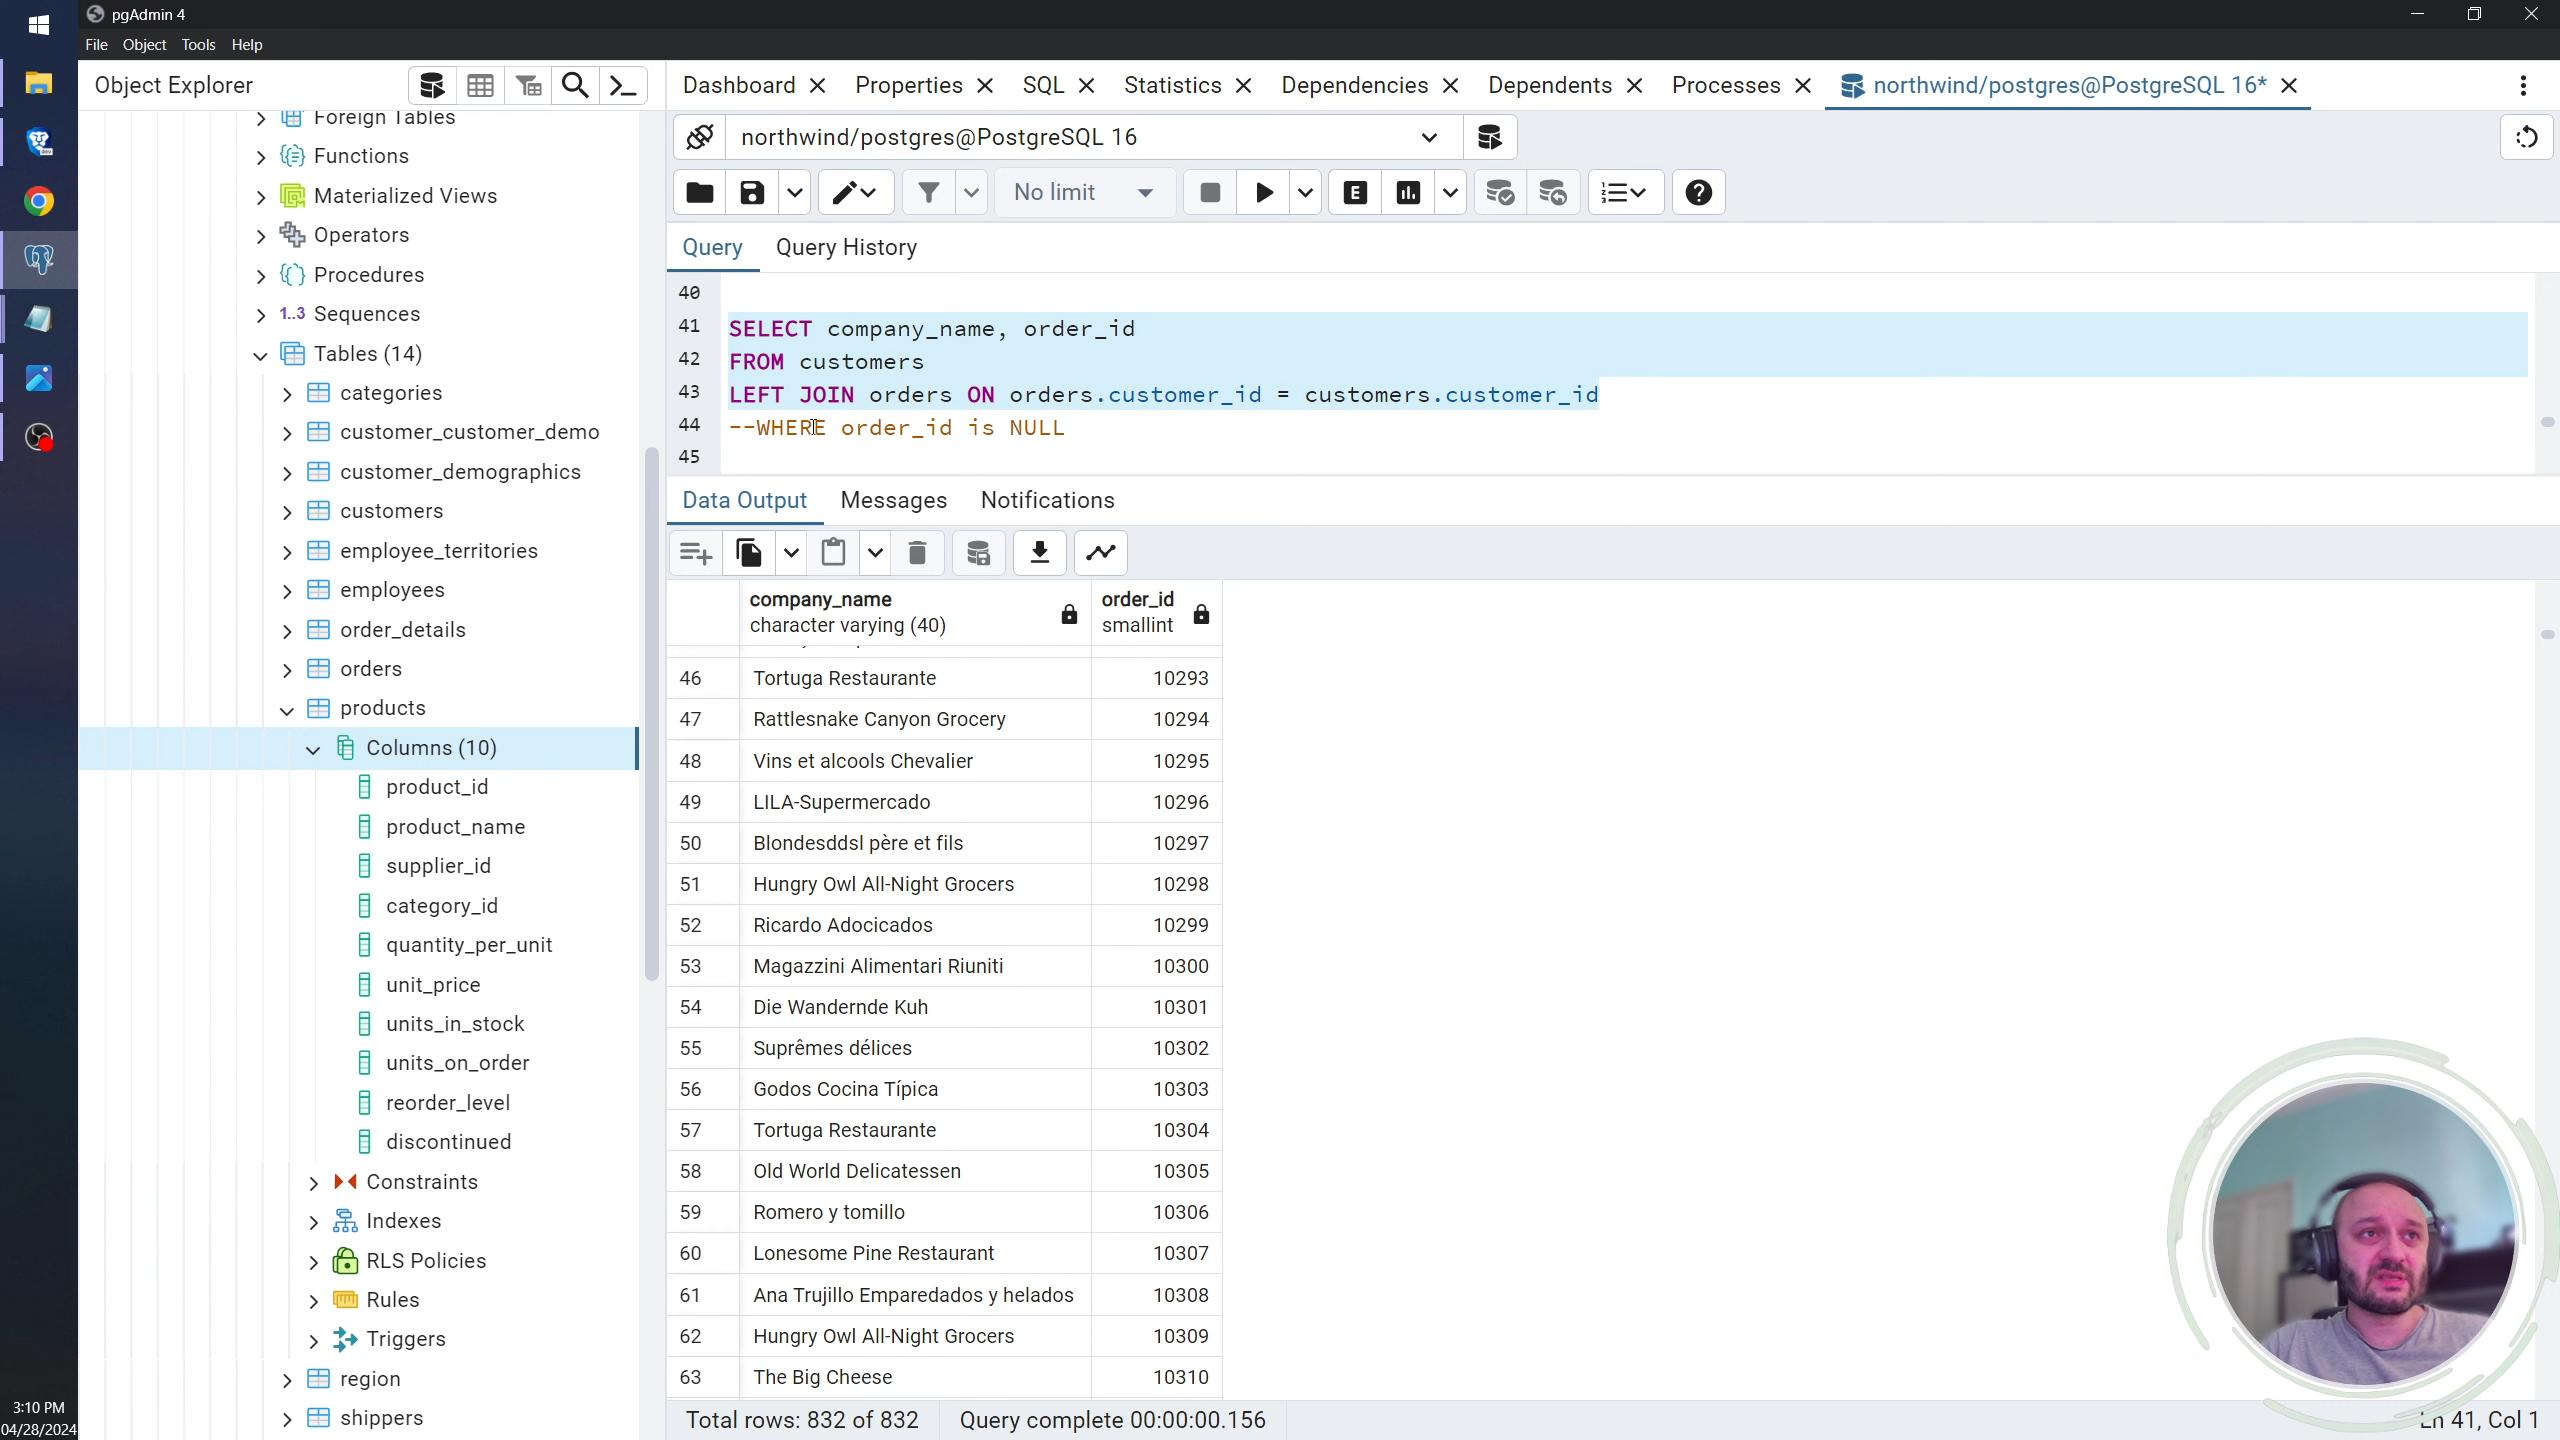 pgAdmin 4
File Object Tools Help
Object Explorer
Dashboard Properties SQL Statistics Dependencies Dependents Processes northwind/postgres@PostgreSQL 16*
northwind/postgres@PostgreSQL 16
No limit
E
Query Query History
40
41 SELECT company_name, order_id
42 FROM customers
43 LEFT JOIN orders ON orders.customer_id = customers.customer_id
44 --WHERE order_id is NULL
45
Foreign Tables
Functions
Materialized Views
Operators
Procedures
1..3 Sequences
Tables (14)
categories
customer_customer_demo
customer_demographics
customers
employee_territories
employees
order_details
orders
products
Columns (10)
product_id
product_name
supplier_id
category_id
quantity_per_unit
unit_price
units_in_stock
units_on_order
reorder_level
discontinued
Constraints
Indexes
RLS Policies
Rules
Triggers
region
shippers
Data Output Messages Notifications
company_name order_id
character varying (40) smallint
46 Tortuga Restaurante 10293
47 Rattlesnake Canyon Grocery 10294
48 Vins et alcools Chevalier 10295
49 LILA-Supermercado 10296
50 Blondesddsl père et fils 10297
51 Hungry Owl All-Night Grocers 10298
52 Ricardo Adocicados 10299
53 Magazzini Alimentari Riuniti 10300
54 Die Wandernde Kuh 10301
55 Suprêmes délices 10302
56 Godos Cocina Típica 10303
57 Tortuga Restaurante 10304
58 Old World Delicatessen 10305
59 Romero y tomillo 10306
60 Lonesome Pine Restaurant 10307
61 Ana Trujillo Emparedados y helados 10308
62 Hungry Owl All-Night Grocers 10309
63 The Big Cheese 10310
Total rows: 832 of 832 Query complete 00:00:00.156 Ln 41, Col 1
3:10 PM
04/28/2024